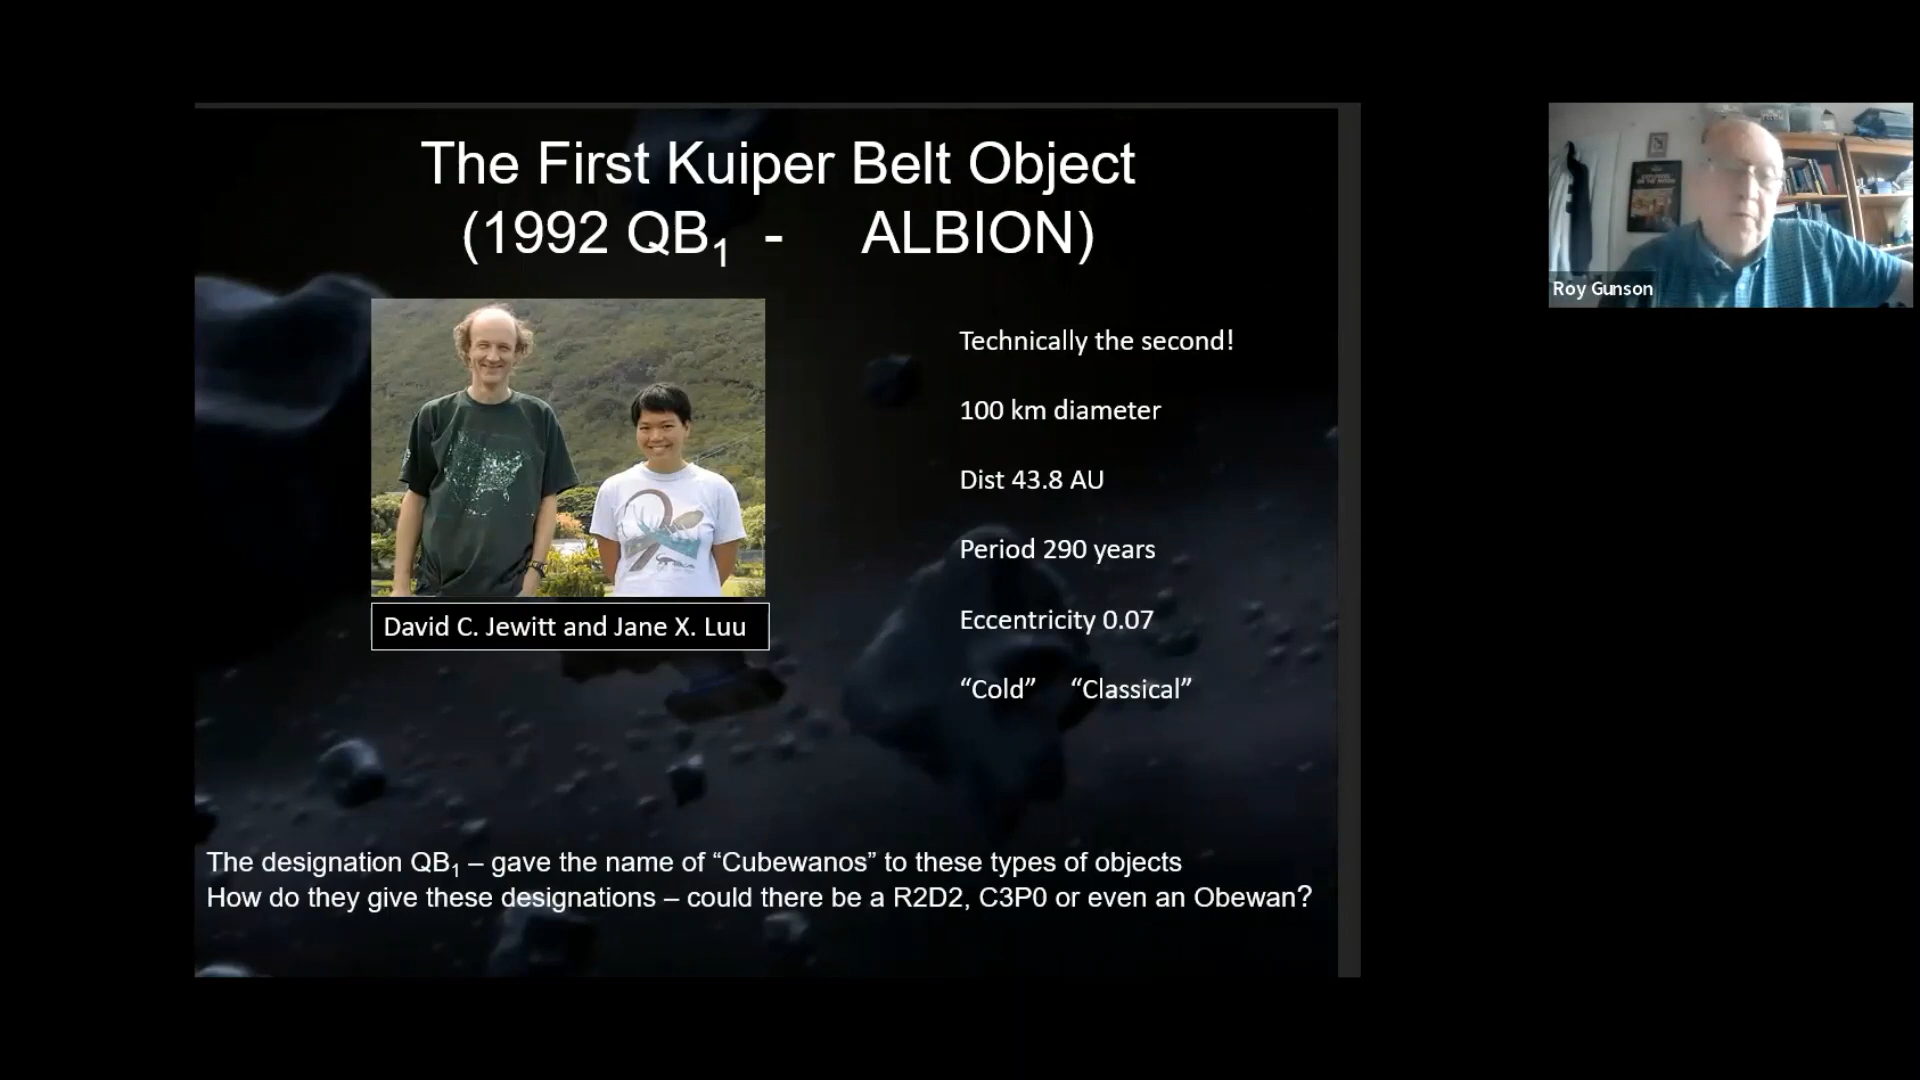 The First Kuiper Belt Object
(1992 QB₁ - ALBION)
Technically the second!
100 km diameter
Dist 43.8 AU
Period 290 years
Eccentricity 0.07
“Cold” “Classical”
David C. Jewitt and Jane X. Luu
The designation QB₁ – gave the name of “Cubewanos” to these types of objects
How do they give these designations – could there be a R2D2, C3P0 or even an Obewan?
Roy Gunson